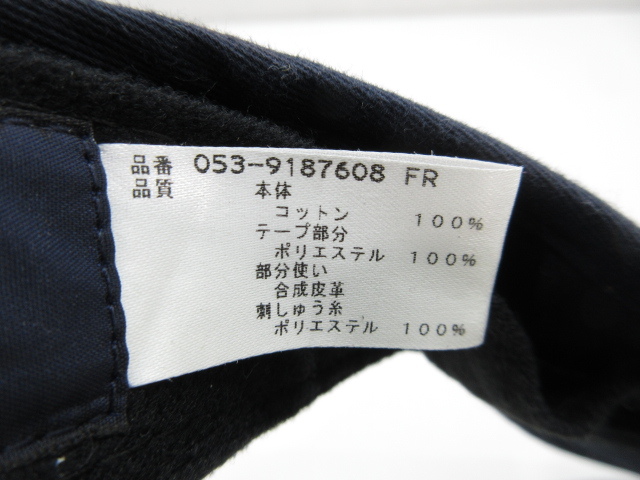 品番 053-9187608 FR
品質 本体
コットン 100%
テープ部分
ポリエステル 100%
部分使い
合成皮革
刺しゅう糸
ポリエステル 100%